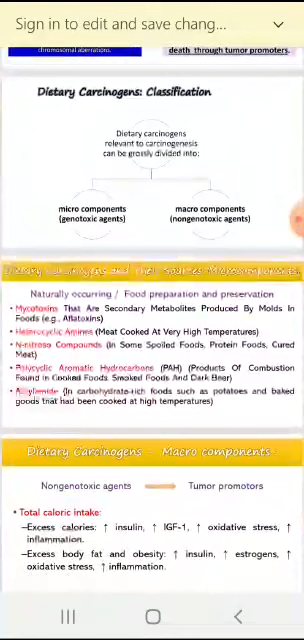 Sign in to edit and save chang...
chromosomal aberrations.
death through tumor promoters.
Dietary Carcinogens: Classification
Dietary carcinogens
relevant to carcinogenesis
can be grossly divided into:
micro components
(genotoxic agents)
macro components
(nongenotoxic agents)
Dietary Carcinogens and Their Sources-Microcomponents
Naturally occurring / Food preparation and preservation
• Mycotoxins That Are Secondary Metabolites Produced By Molds In
Foods (e.g., Aflatoxins)
• Heterocyclic Amines (Meat Cooked At Very High Temperatures)
• N-nitroso Compounds (In Some Spoiled Foods, Protein Foods, Cured
Meat)
• Polycyclic Aromatic Hydrocarbons (PAH) (Products Of Combustion
Found in Cooked Foods, Smoked Foods And Dark Beer)
(In carbohydrate-rich foods such as potatoes and baked
goods that had been cooked at high temperatures)
Dietary Carcinogens – Macro components
Nongenotoxic agents
Tumor promotors
• Total caloric intake:
–Excess calories: ↑ insulin, ↑ IGF-1, ↑ oxidative stress, ↑
inflammation.
–Excess body fat and obesity: ↑ insulin, ↑ estrogens, ↑
oxidative stress, ↑ inflammation.